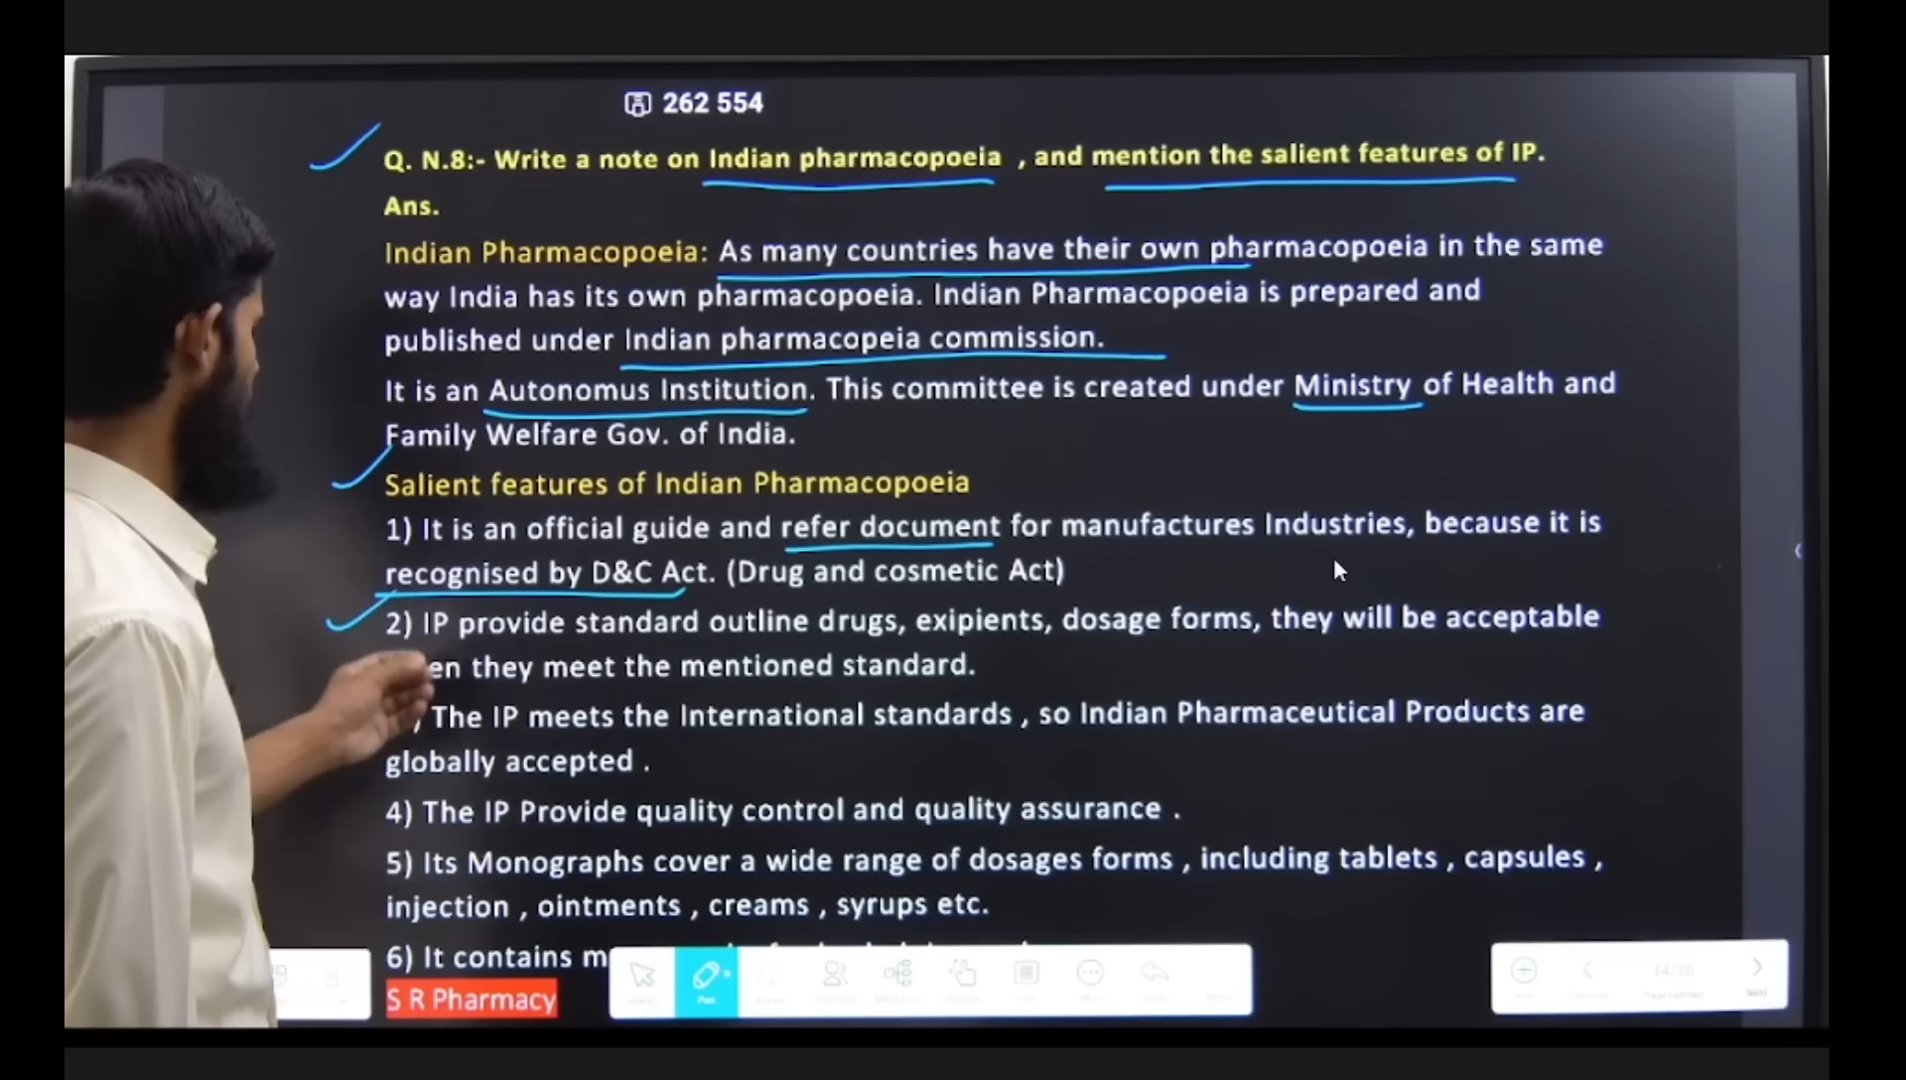 262 554
Q. N.8:- Write a note on Indian pharmacopoeia , and mention the salient features of IP.
Ans.
Indian Pharmacopoeia: As many countries have their own pharmacopoeia in the same
way India has its own pharmacopoeia. Indian Pharmacopoeia is prepared and
published under Indian pharmacopeia commission.
It is an Autonomus Institution. This committee is created under Ministry of Health and
Family Welfare Gov. of India.
Salient features of Indian Pharmacopoeia
1) It is an official guide and refer document for manufactures Industries, because it is
recognised by D&C Act. (Drug and cosmetic Act)
2) IP provide standard outline drugs, exipients, dosage forms, they will be acceptable
en they meet the mentioned standard.
) The IP meets the International standards , so Indian Pharmaceutical Products are
globally accepted .
4) The IP Provide quality control and quality assurance .
5) Its Monographs cover a wide range of dosages forms , including tablets , capsules ,
injection , ointments , creams , syrups etc.
6) It contains
S R Pharmacy
Pen
14/26
Next